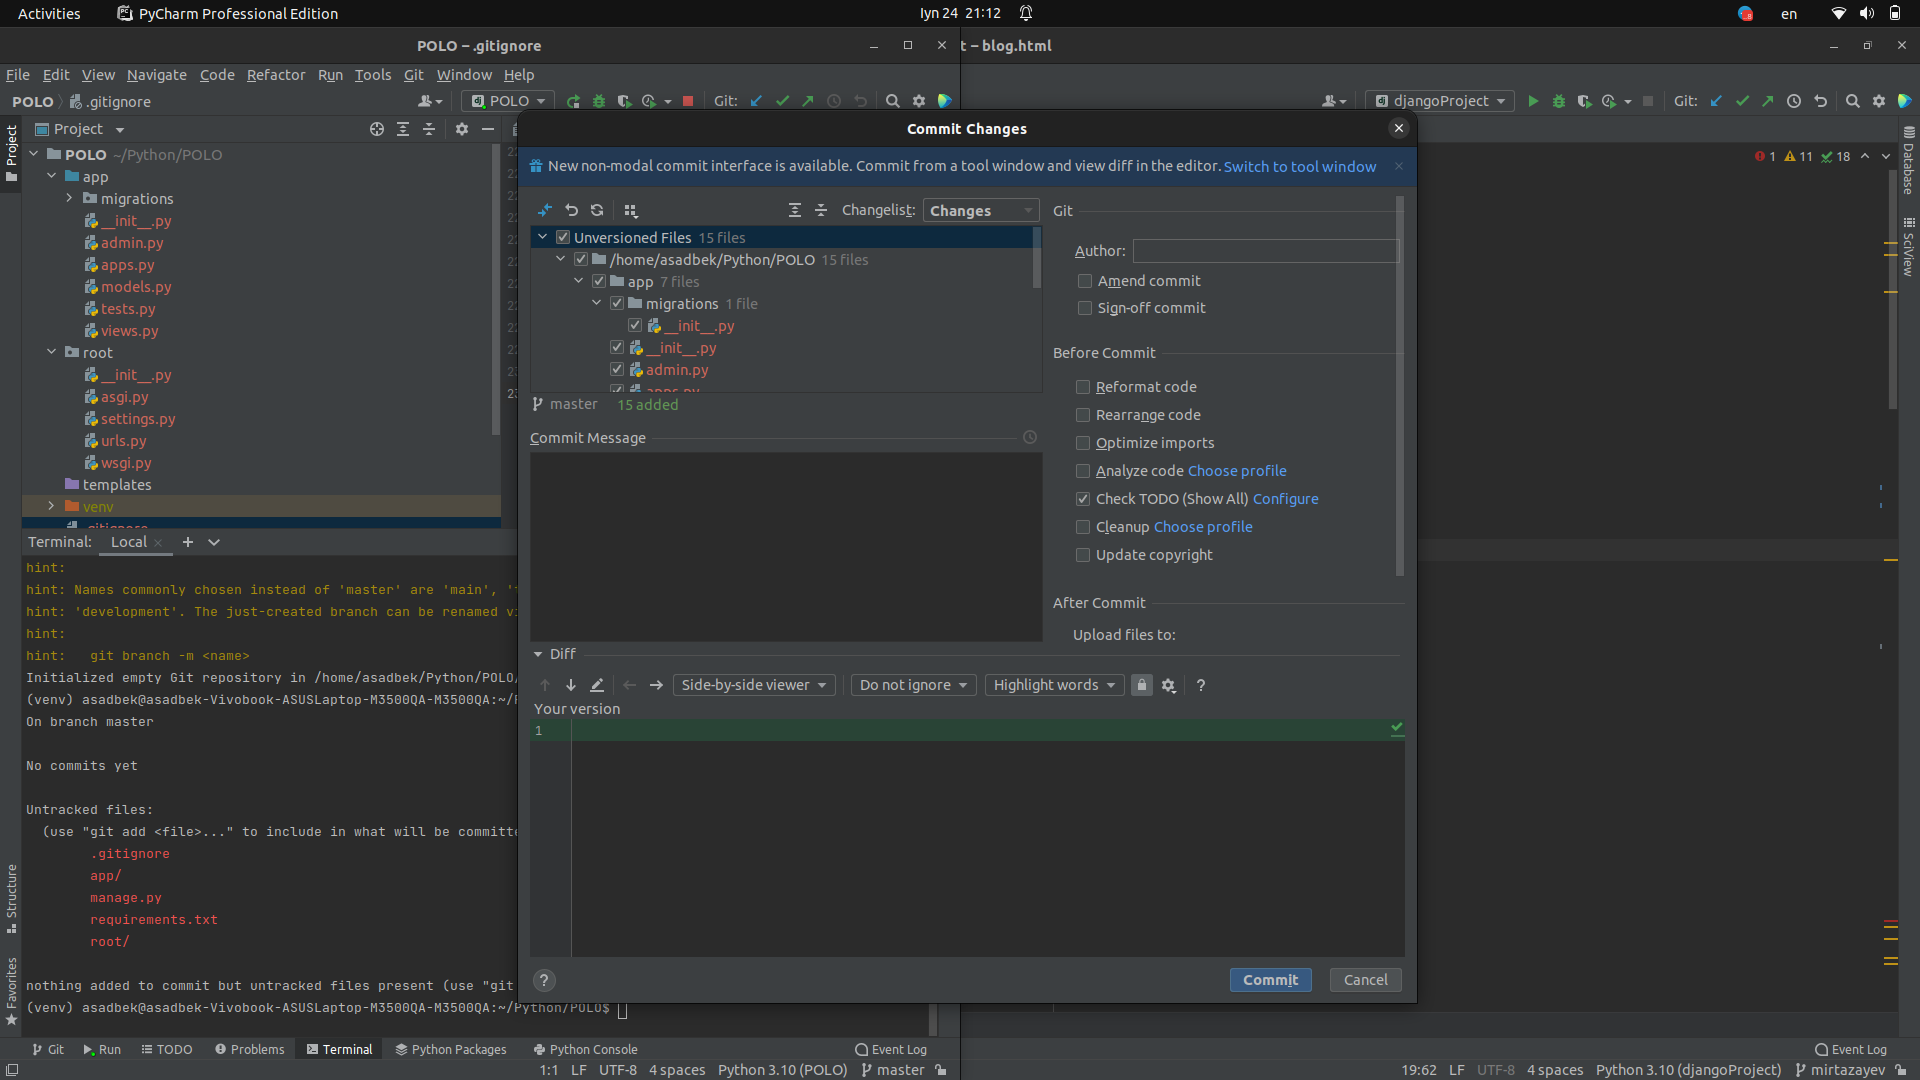 Activities
PyCharm Professional Edition
Iyn 24 21:12
en
POLO – .gitignore
t – blog.html
File Edit View Navigate Code Refactor Run Tools Git Window Help
POLO .gitignore
POLO
Git:
djangoProject
Git:
Project
Project
POLO ~/Python/POLO
app
migrations
__init__.py
admin.py
apps.py
models.py
tests.py
views.py
root
__init__.py
asgi.py
settings.py
urls.py
wsgi.py
templates
venv
.gitignore
Commit Changes
New non-modal commit interface is available. Commit from a tool window and view diff in the editor. Switch to tool window
Changelist: Changes
Unversioned Files 15 files
/home/asadbek/Python/POLO 15 files
app 7 files
migrations 1 file
__init__.py
__init__.py
admin.py
apps.py
master 15 added
Commit Message
Git
Author:
Amend commit
Sign-off commit
Before Commit
Reformat code
Rearrange code
Optimize imports
Analyze code Choose profile
Check TODO (Show All) Configure
Cleanup Choose profile
Update copyright
After Commit
Upload files to:
Diff
Side-by-side viewer
Do not ignore
Highlight words
?
Your version
1
?
Commit
Cancel
1 11 18
Database
SciView
Terminal: Local
hint:
hint: Names commonly chosen instead of 'master' are 'main', '
hint: 'development'. The just-created branch can be renamed
hint:
hint: git branch -m <name>
Initialized empty Git repository in /home/asadbek/Python/POLO/
(venv) asadbek@asadbek-Vivobook-ASUSLaptop-M3500QA-M3500QA:~/
On branch master
No commits yet
Untracked files:
(use "git add <file>..." to include in what will be committe
.gitignore
app/
manage.py
requirements.txt
root/
nothing added to commit but untracked files present (use "git
(venv) asadbek@asadbek-Vivobook-ASUSLaptop-M3500QA-M3500QA:~/Python/POLO$
Structure
Favorites
Git Run TODO Problems Terminal Python Packages Python Console
Event Log
Event Log
1:1 LF UTF-8 4 spaces Python 3.10 (POLO) master
19:62 LF UTF-8 4 spaces Python 3.10 (djangoProject) mirtazayev